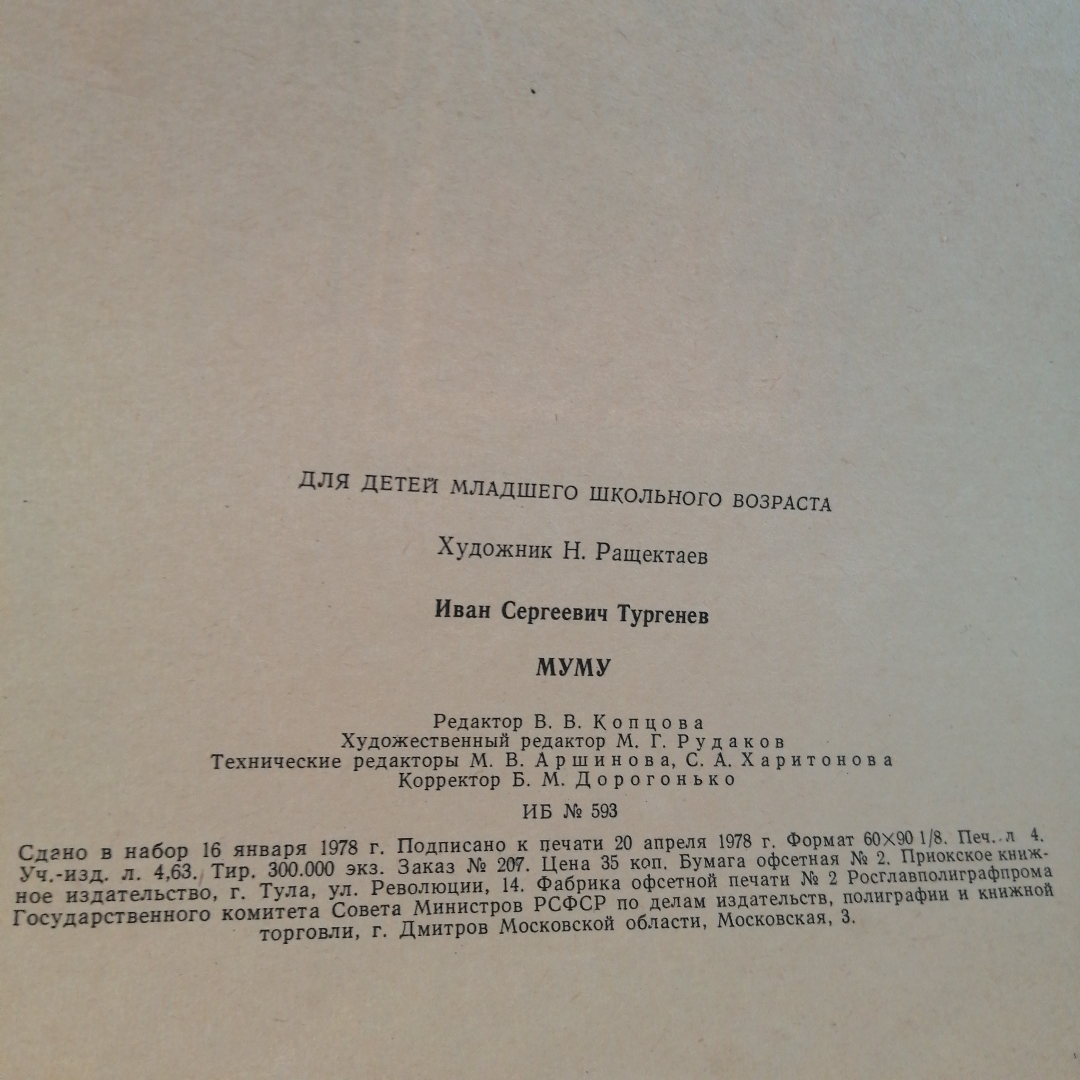 ДЛЯ ДЕТЕЙ МЛАДШЕГО ШКОЛЬНОГО ВОЗРАСТА
Художник Н. Ращектаев
Иван Сергеевич Тургенев
МУМУ
Редактор В. В. Копцова
Художественный редактор М. Г. Рудаков
Технические редакторы М. В. Аршинова, С. А. Харитонова
Корректор Б. М. Дорогонько
ИБ № 593
Сдано в набор 16 января 1978 г. Подписано к печати 20 апреля 1978 г. Формат 60×90 1/8. Печ. л 4.
Уч.-изд. л. 4,63. Тир. 300.000 экз. Заказ № 207. Цена 35 коп. Бумага офсетная № 2. Приокское книж-
ное издательство, г. Тула, ул. Революции, 14. Фабрика офсетной печати № 2 Росглавполиграфпрома
Государственного комитета Совета Министров РСФСР по делам издательств, полиграфии и книжной
торговли, г. Дмитров Московской области, Московская, 3.